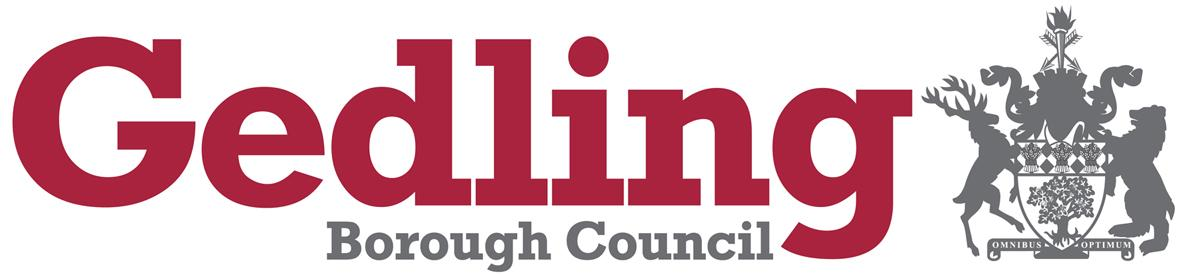 Gedling
Borough Council
OMNIBUS OPTIMUM